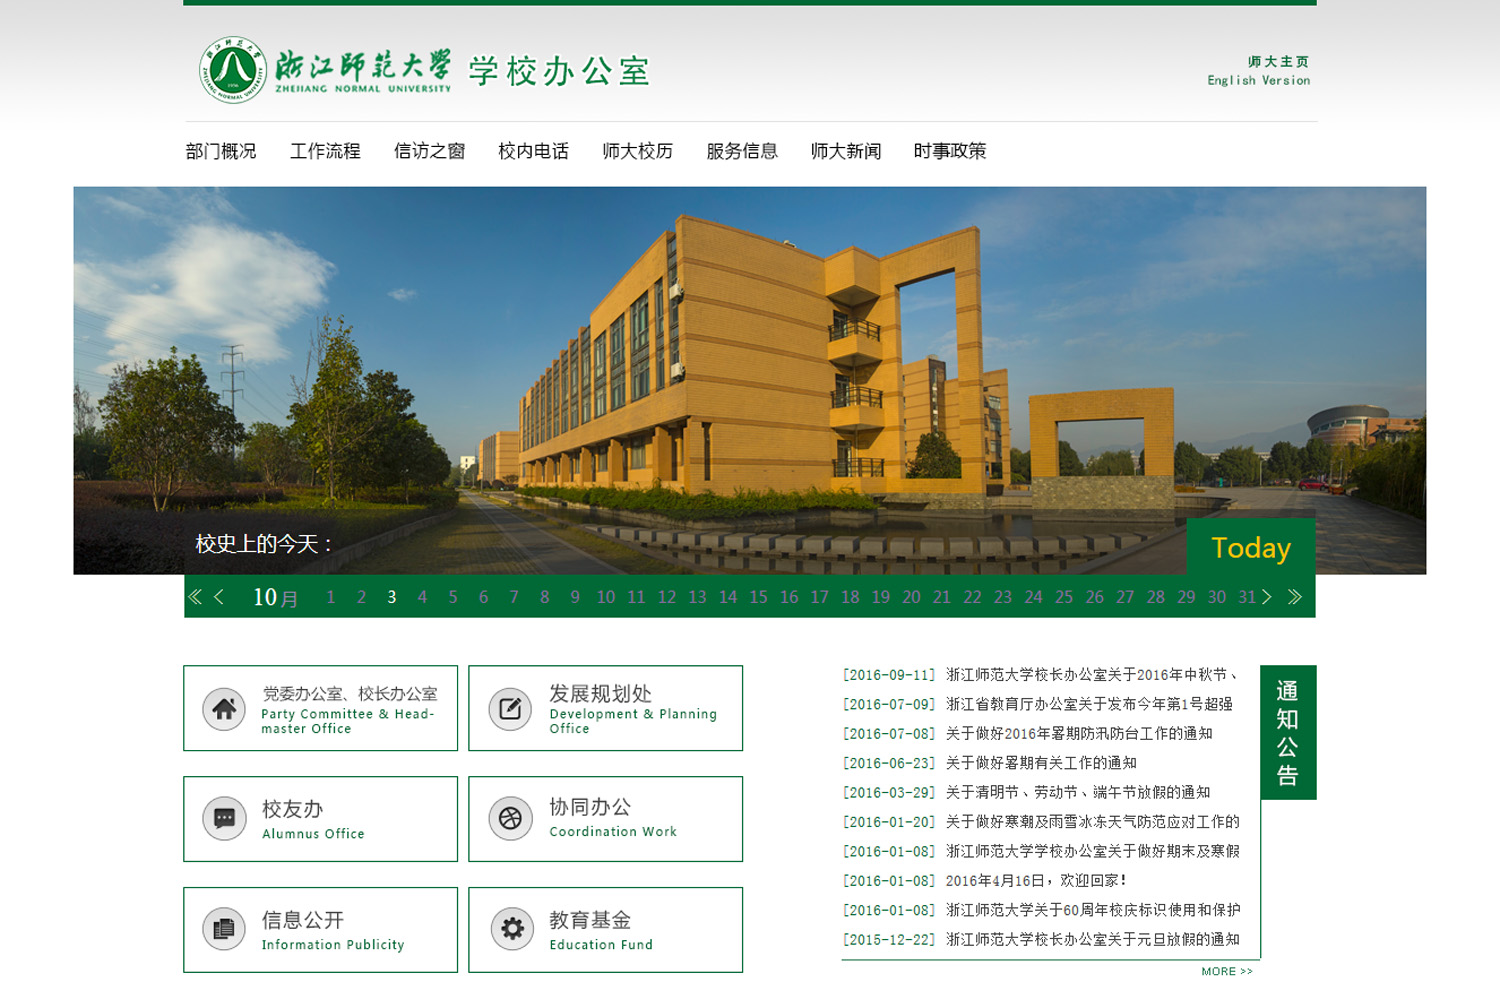 浙江師范大學
ZHEJIANG NORMAL UNIVERSITY
学校办公室
师大主页
English Version
部门概况 工作流程 信访之窗 校内电话 师大校历 服务信息 师大新闻 时事政策
校史上的今天：
Today
10月 1 2 3 4 5 6 7 8 9 10 11 12 13 14 15 16 17 18 19 20 21 22 23 24 25 26 27 28 29 30 31
党委办公室、校长办公室
Party Committee & Head-
master Office
发展规划处
Development & Planning
Office
校友办
Alumnus Office
协同办公
Coordination Work
信息公开
Information Publicity
教育基金
Education Fund
[2016-09-11] 浙江师范大学校长办公室关于2016年中秋节、
[2016-07-09] 浙江省教育厅办公室关于发布今年第1号超强
[2016-07-08] 关于做好2016年暑期防汛防台工作的通知
[2016-06-23] 关于做好暑期有关工作的通知
[2016-03-29] 关于清明节、劳动节、端午节放假的通知
[2016-01-20] 关于做好寒潮及雨雪冰冻天气防范应对工作的
[2016-01-08] 浙江师范大学学校办公室关于做好期末及寒假
[2016-01-08] 2016年4月16日，欢迎回家！
[2016-01-08] 浙江师范大学关于60周年校庆标识使用和保护
[2015-12-22] 浙江师范大学校长办公室关于元旦放假的通知
通知公告
MORE >>